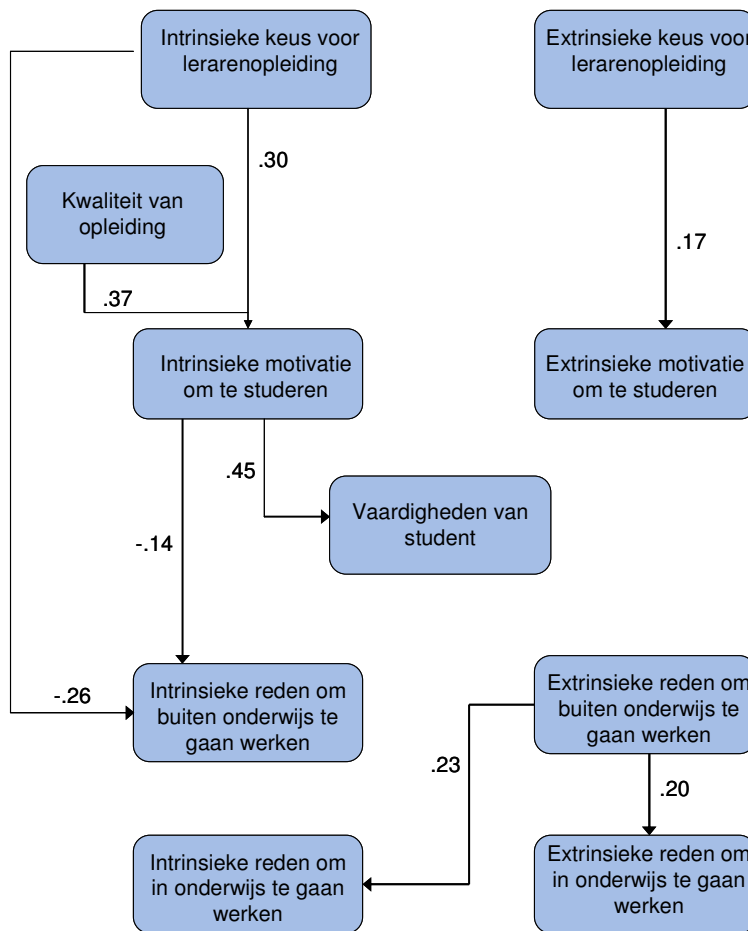 Intrinsieke keus voor
lerarenopleiding
Extrinsieke keus voor
lerarenopleiding
.30
Kwaliteit van
opleiding
.17
.37
Intrinsieke motivatie
om te studeren
Extrinsieke motivatie
om te studeren
.45
Vaardigheden van
student
-.14
-.26
Intrinsieke reden om
buiten onderwijs te
gaan werken
Extrinsieke reden om
buiten onderwijs te
gaan werken
.23
.20
Intrinsieke reden om
in onderwijs te gaan
werken
Extrinsieke reden om
in onderwijs te gaan
werken